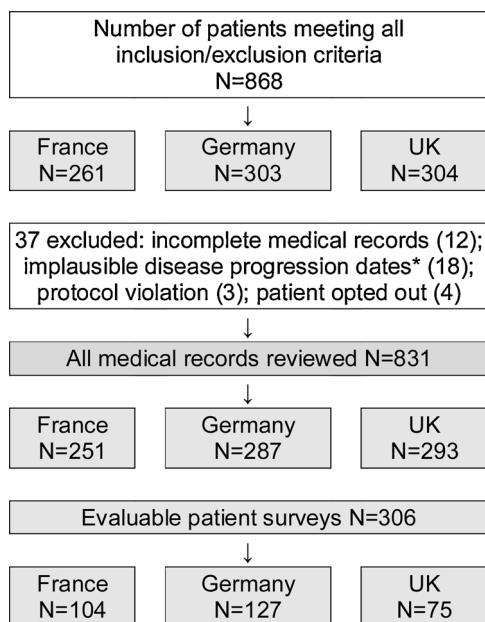 Number of patients meeting all
inclusion/exclusion criteria
N=868
↓
France
N=261
Germany
N=303
UK
N=304
37 excluded: incomplete medical records (12);
implausible disease progression dates* (18);
protocol violation (3); patient opted out (4)
↓
All medical records reviewed N=831
↓
France
N=251
Germany
N=287
UK
N=293
Evaluable patient surveys N=306
↓
France
N=104
Germany
N=127
UK
N=75